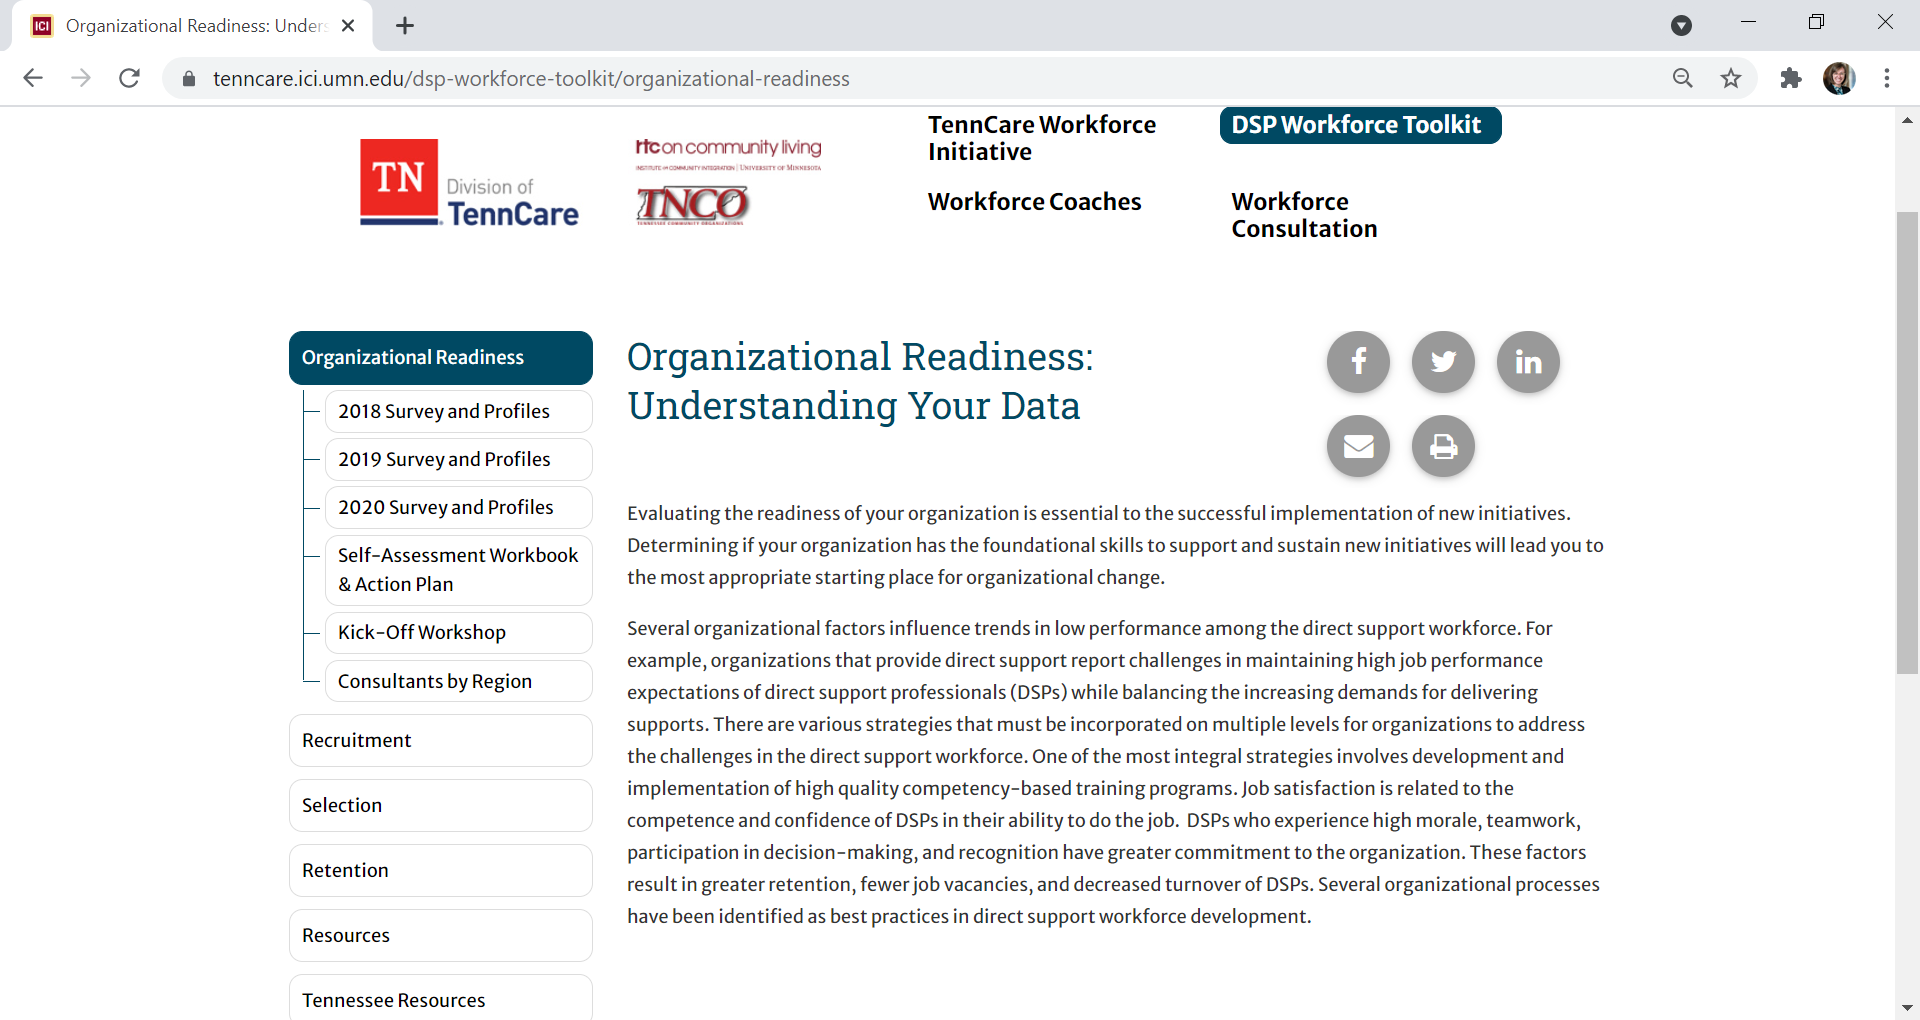 ICI Organizational Readiness: Unders
tenncare.ici.umn.edu/dsp-workforce-toolkit/organizational-readiness
TN Division of
TennCare
rtc on community living
INSTITUTE on COMMUNITY INTEGRATION | UNIVERSITY OF MINNESOTA
TNCO
TENNESSEE COMMUNITY ORGANIZATIONS
TennCare Workforce
Initiative
DSP Workforce Toolkit
Workforce Coaches
Workforce
Consultation
Organizational Readiness
2018 Survey and Profiles
2019 Survey and Profiles
2020 Survey and Profiles
Self-Assessment Workbook
& Action Plan
Kick-Off Workshop
Consultants by Region
Recruitment
Selection
Retention
Resources
Tennessee Resources
Organizational Readiness:
Understanding Your Data
Evaluating the readiness of your organization is essential to the successful implementation of new initiatives.
Determining if your organization has the foundational skills to support and sustain new initiatives will lead you to
the most appropriate starting place for organizational change.
Several organizational factors influence trends in low performance among the direct support workforce. For
example, organizations that provide direct support report challenges in maintaining high job performance
expectations of direct support professionals (DSPs) while balancing the increasing demands for delivering
supports. There are various strategies that must be incorporated on multiple levels for organizations to address
the challenges in the direct support workforce. One of the most integral strategies involves development and
implementation of high quality competency-based training programs. Job satisfaction is related to the
competence and confidence of DSPs in their ability to do the job. DSPs who experience high morale, teamwork,
participation in decision-making, and recognition have greater commitment to the organization. These factors
result in greater retention, fewer job vacancies, and decreased turnover of DSPs. Several organizational processes
have been identified as best practices in direct support workforce development.